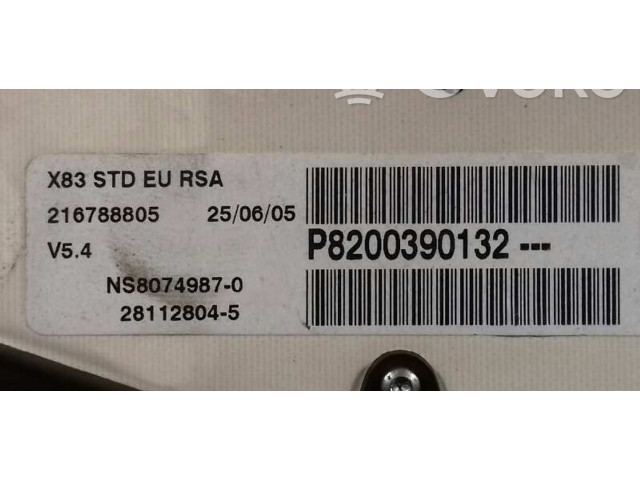 X83 STD EU RSA
216788805 25/06/05
V5.4
NS8074987-0
28112804-5
P8200390132 ---